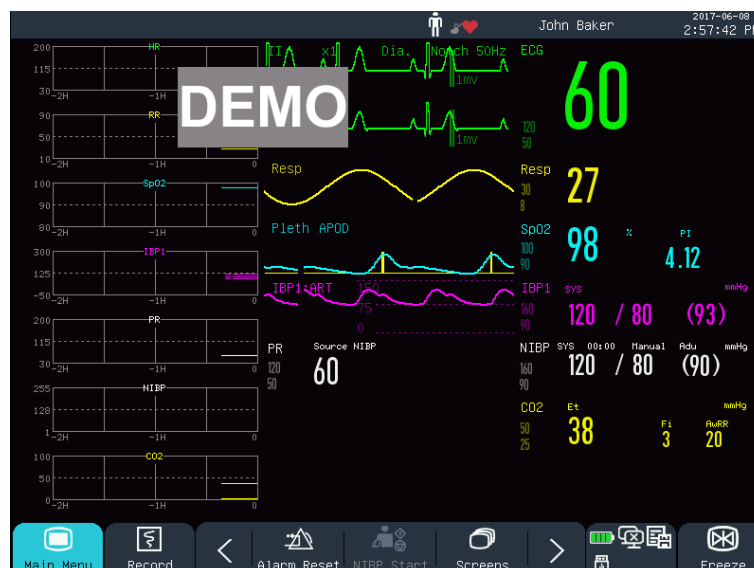 John Baker
2017-06-08
2:57:42 P
200 HR
115
30 -2H -1H 0
90 RR
50
10 -2H -1H 0
100 SpO2
90
80 -2H -1H 0
300 IBP1
125
-50 -2H -1H 0
200 PR
115
30 -2H -1H 0
255 NIBP
128
1 -2H -1H 0
100 CO2
50
0 -2H -1H 0
DEMO
II x1 Dia. Notch 50Hz
1mv
1mv
Resp
Pleth APOD
IBP1:ART 150
75
0
PR Source NIBP
120
50
60
ECG
120
50
60
Resp
30
8
27
SpO2 % PI
100
90
98 4.12
IBP1 SYS mmHg
160
90
120 / 80 (93)
NIBP SYS 00:00 Manual Adu mmHg
160
90
120 / 80 (90)
CO2 Et mmHg
50
25
38
Fi AwRR
3 20
Main Menu
Record
Alarm Reset
NIBP Start
Screens
Freeze